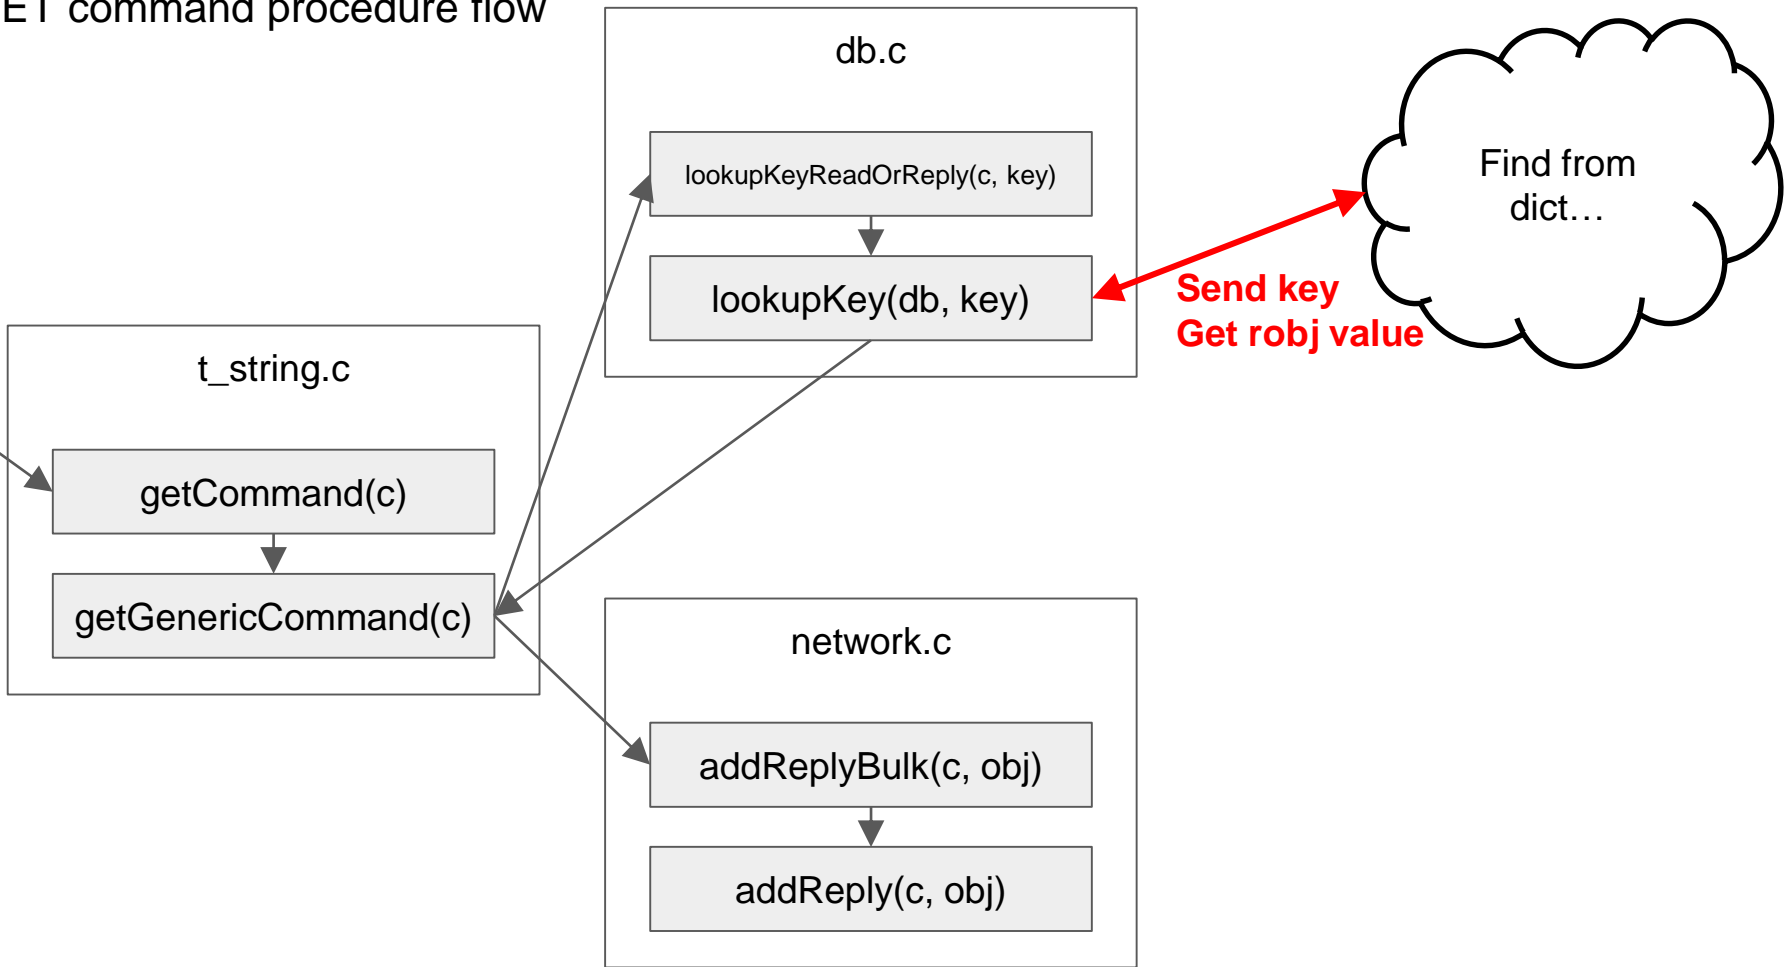 ET command procedure flow
db.c
lookupKeyReadOrReply(c, key)
lookupKey(db, key)
Find from
dict…
Send key
Get robj value
t_string.c
getCommand(c)
getGenericCommand(c)
network.c
addReplyBulk(c, obj)
addReply(c, obj)